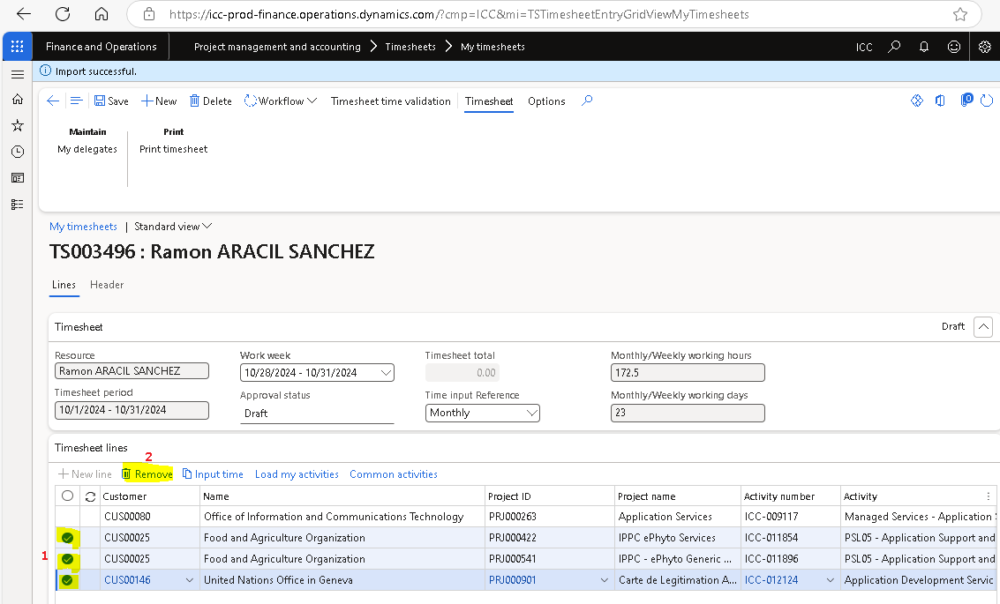 https://icc-prod-finance.operations.dynamics.com/?cmp=ICC&mi=TSTimesheetEntryGridViewMyTimesheets
Finance and Operations Project management and accounting > Timesheets > My timesheets ICC
Import successful.
Save New Delete Workflow Timesheet time validation Timesheet Options 0
Maintain Print
My delegates Print timesheet
My timesheets | Standard view
TS003496 : Ramon ARACIL SANCHEZ
Lines Header
Timesheet Draft
Resource Work week Timesheet total Monthly/Weekly working hours
Ramon ARACIL SANCHEZ 10/28/2024 - 10/31/2024 0.00 172.5
Timesheet period Approval status Time input Reference Monthly/Weekly working days
10/1/2024 - 10/31/2024 Draft Monthly 23
Timesheet lines
2
New line Remove Input time Load my activities Common activities
Customer Name Project ID Project name Activity number Activity
CUS00080 Office of Information and Communications Technology PRJ000263 Application Services ICC-009117 Managed Services - Application S
CUS00025 Food and Agriculture Organization PRJ000422 IPPC ePhyto Services ICC-011854 PSL05 - Application Support and
1 CUS00025 Food and Agriculture Organization PRJ000541 IPPC - ePhyto Generic ... ICC-011896 PSL05 - Application Support and
CUS00146 United Nations Office in Geneva PRJ000901 Carte de Legitimation A... ICC-012124 Application Development Servic